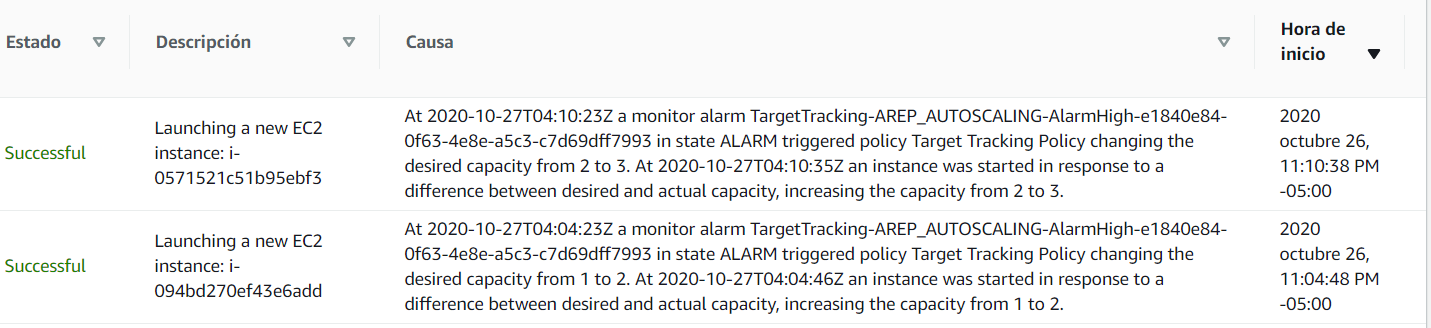 Estado Descripción Causa Hora de inicio
Successful
Launching a new EC2
instance: i-
0571521c51b95ebf3
At 2020-10-27T04:10:23Z a monitor alarm TargetTracking-AREP_AUTOSCALING-AlarmHigh-e1840e84-
0f63-4e8e-a5c3-c7d69dff7993 in state ALARM triggered policy Target Tracking Policy changing the
desired capacity from 2 to 3. At 2020-10-27T04:10:35Z an instance was started in response to a
difference between desired and actual capacity, increasing the capacity from 2 to 3.
2020
octubre 26,
11:10:38 PM
-05:00
Successful
Launching a new EC2
instance: i-
094bd270ef43e6add
At 2020-10-27T04:04:23Z a monitor alarm TargetTracking-AREP_AUTOSCALING-AlarmHigh-e1840e84-
0f63-4e8e-a5c3-c7d69dff7993 in state ALARM triggered policy Target Tracking Policy changing the
desired capacity from 1 to 2. At 2020-10-27T04:04:46Z an instance was started in response to a
difference between desired and actual capacity, increasing the capacity from 1 to 2.
2020
octubre 26,
11:04:48 PM
-05:00